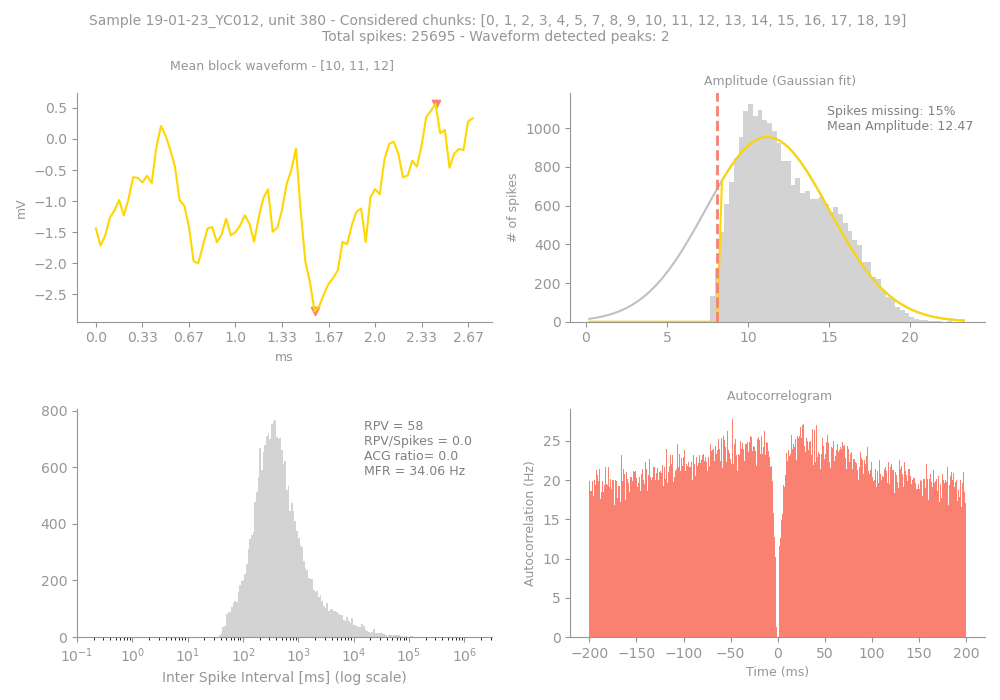 Sample 19-01-23_YC012, unit 380 - Considered chunks: [0, 1, 2, 3, 4, 5, 7, 8, 9, 10, 11, 12, 13, 14, 15, 16, 17, 18, 19]
Total spikes: 25695 - Waveform detected peaks: 2
Mean block waveform - [10, 11, 12]
0.5
0.0
−0.5
−1.0
−1.5
−2.0
−2.5
mV
0.0 0.33 0.67 1.0 1.33 1.67 2.0 2.33 2.67
ms
Amplitude (Gaussian fit)
Spikes missing: 15%
Mean Amplitude: 12.47
1000
800
600
400
200
0
# of spikes
0 5 10 15 20
800
600
400
200
0
RPV = 58
RPV/Spikes = 0.0
ACG ratio= 0.0
MFR = 34.06 Hz
10⁻¹ 10⁰ 10¹ 10² 10³ 10⁴ 10⁵ 10⁶
Inter Spike Interval [ms] (log scale)
Autocorrelogram
25
20
15
10
5
0
Autocorrelation (Hz)
−200 −150 −100 −50 0 50 100 150 200
Time (ms)